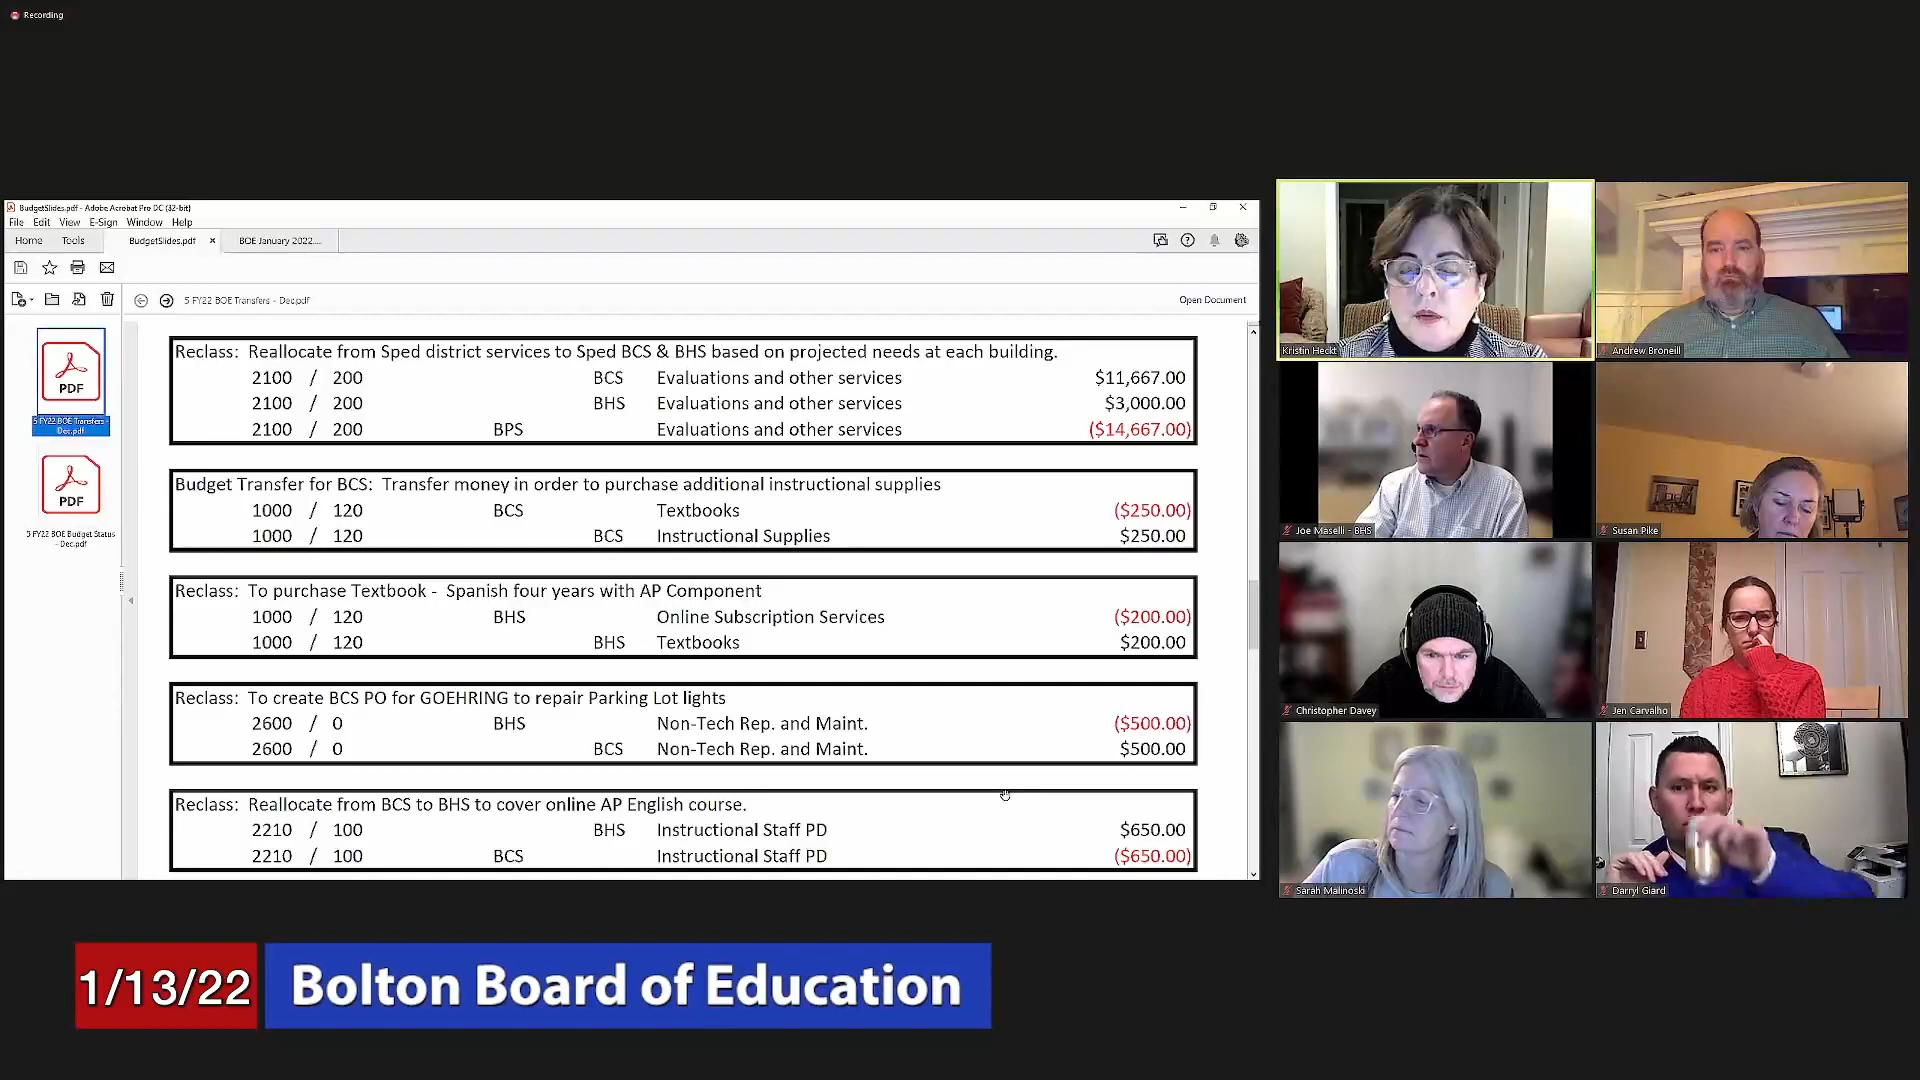 Recording
BudgetSlides.pdf - Adobe Acrobat Pro DC (32-bit)
File Edit View E-Sign Window Help
Home Tools BudgetSlides.pdf × BOE January 2022....
5 FY22 BOE Transfers - Dec.pdf Open Document
PDF
5 FY22 BOE Transfers -
Dec.pdf
PDF
5 FY22 BOE Budget Status
- Dec.pdf
Reclass: Reallocate from Sped district services to Sped BCS & BHS based on projected needs at each building.
2100 / 200 BCS Evaluations and other services $11,667.00
2100 / 200 BHS Evaluations and other services $3,000.00
2100 / 200 BPS Evaluations and other services ($14,667.00)
Budget Transfer for BCS: Transfer money in order to purchase additional instructional supplies
1000 / 120 BCS Textbooks ($250.00)
1000 / 120 BCS Instructional Supplies $250.00
Reclass: To purchase Textbook - Spanish four years with AP Component
1000 / 120 BHS Online Subscription Services ($200.00)
1000 / 120 BHS Textbooks $200.00
Reclass: To create BCS PO for GOEHRING to repair Parking Lot lights
2600 / 0 BHS Non-Tech Rep. and Maint. ($500.00)
2600 / 0 BCS Non-Tech Rep. and Maint. $500.00
Reclass: Reallocate from BCS to BHS to cover online AP English course.
2210 / 100 BHS Instructional Staff PD $650.00
2210 / 100 BCS Instructional Staff PD ($650.00)
Kristin Heckt
Andrew Broneill
Joe Maselli - BHS
Susan Pike
Christopher Davey
Jen Carvalho
Sarah Malinoski
Darryl Giard
1/13/22 Bolton Board of Education